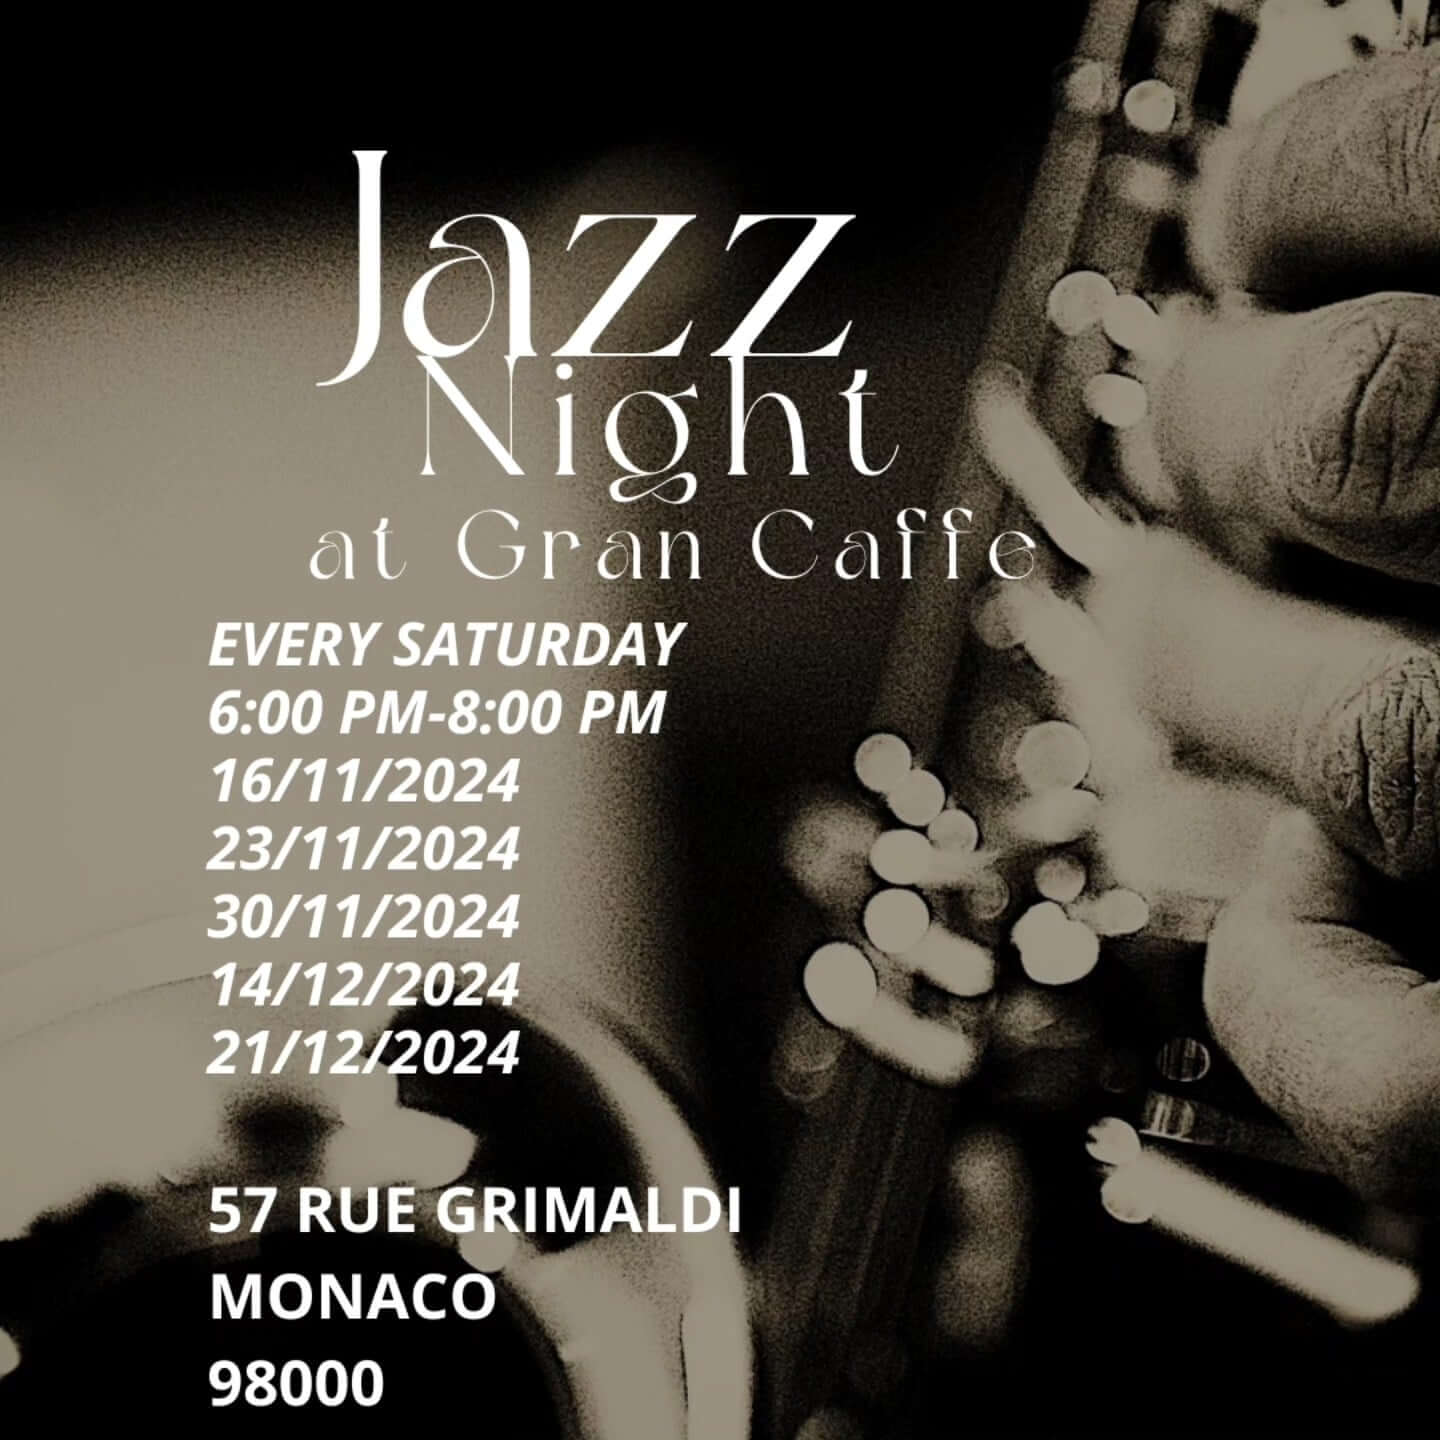 Jazz
Night
at Gran Caffe
EVERY SATURDAY
6:00 PM-8:00 PM
16/11/2024
23/11/2024
30/11/2024
14/12/2024
21/12/2024
57 RUE GRIMALDI
MONACO
98000